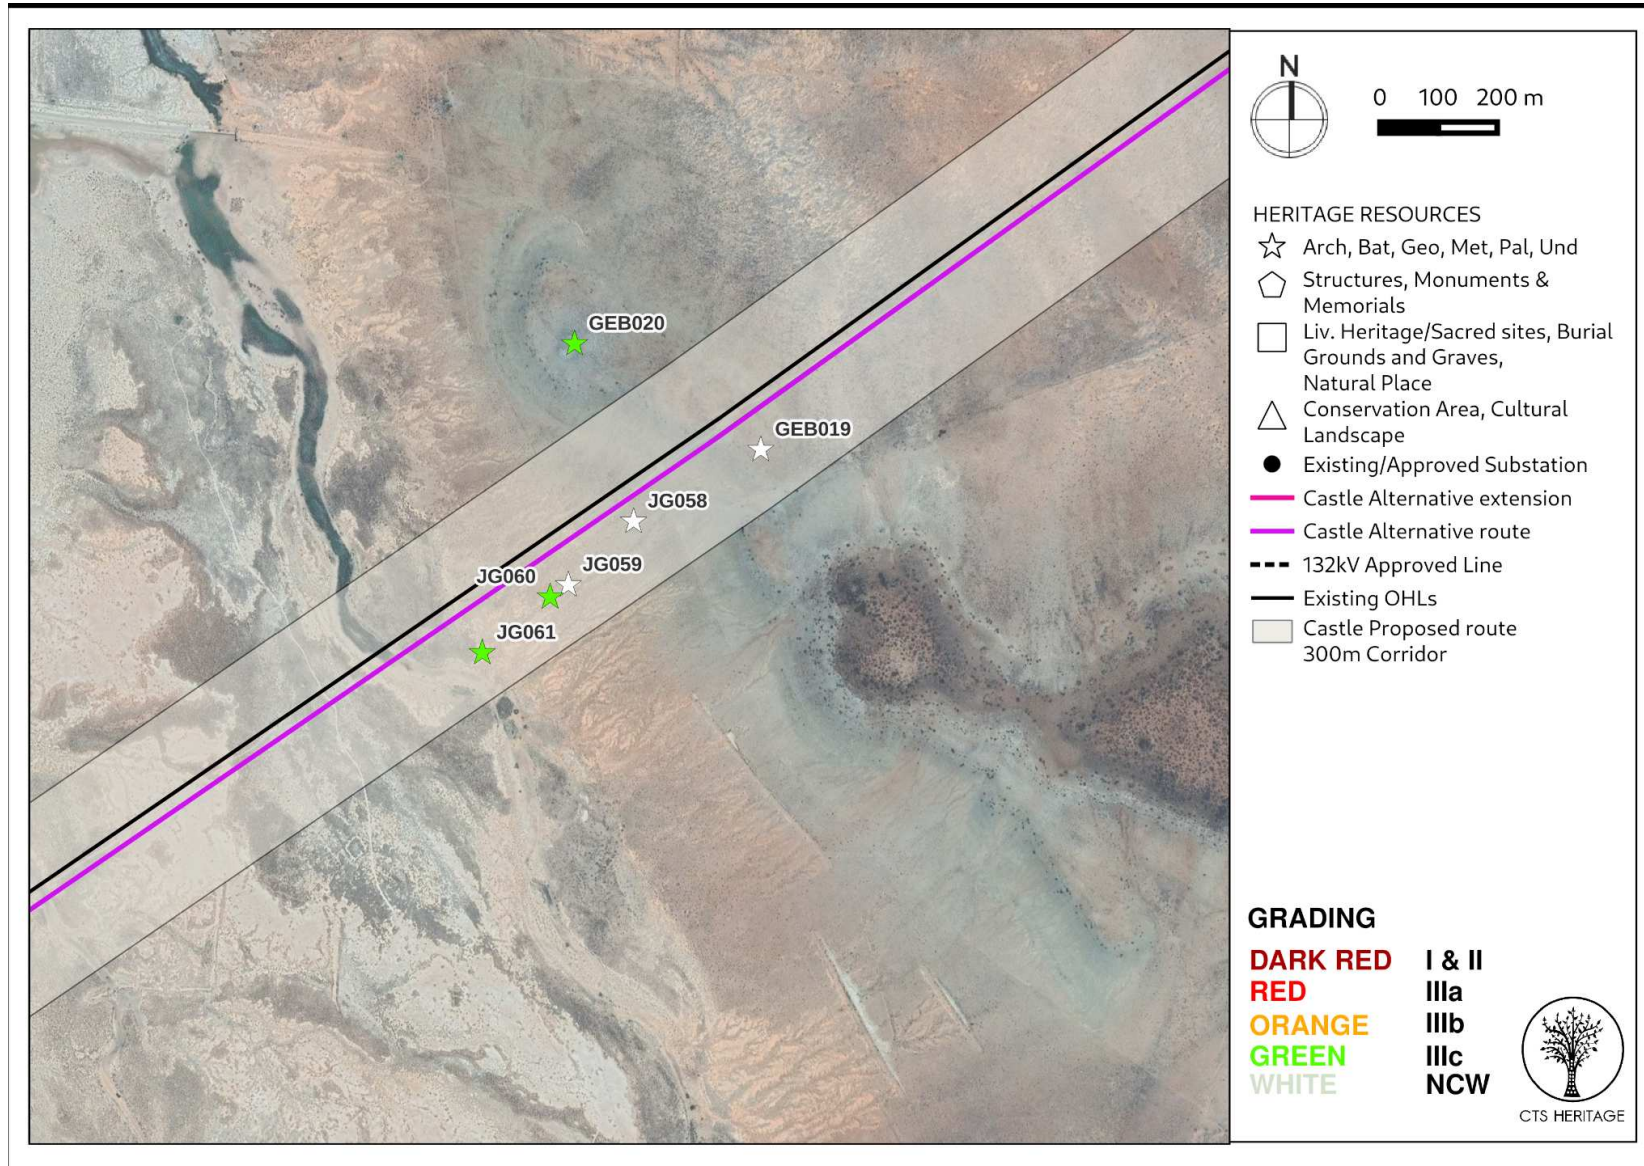 GEB020
GEB019
JG058
JG059
JG060
JG061
N
0 100 200 m
HERITAGE RESOURCES
Arch, Bat, Geo, Met, Pal, Und
Structures, Monuments &
Memorials
Liv. Heritage/Sacred sites, Burial
Grounds and Graves,
Natural Place
Conservation Area, Cultural
Landscape
Existing/Approved Substation
Castle Alternative extension
Castle Alternative route
132kV Approved Line
Existing OHLs
Castle Proposed route
300m Corridor
GRADING
DARK RED I & II
RED IIIa
ORANGE IIIb
GREEN IIIc
WHITE NCW
CTS HERITAGE